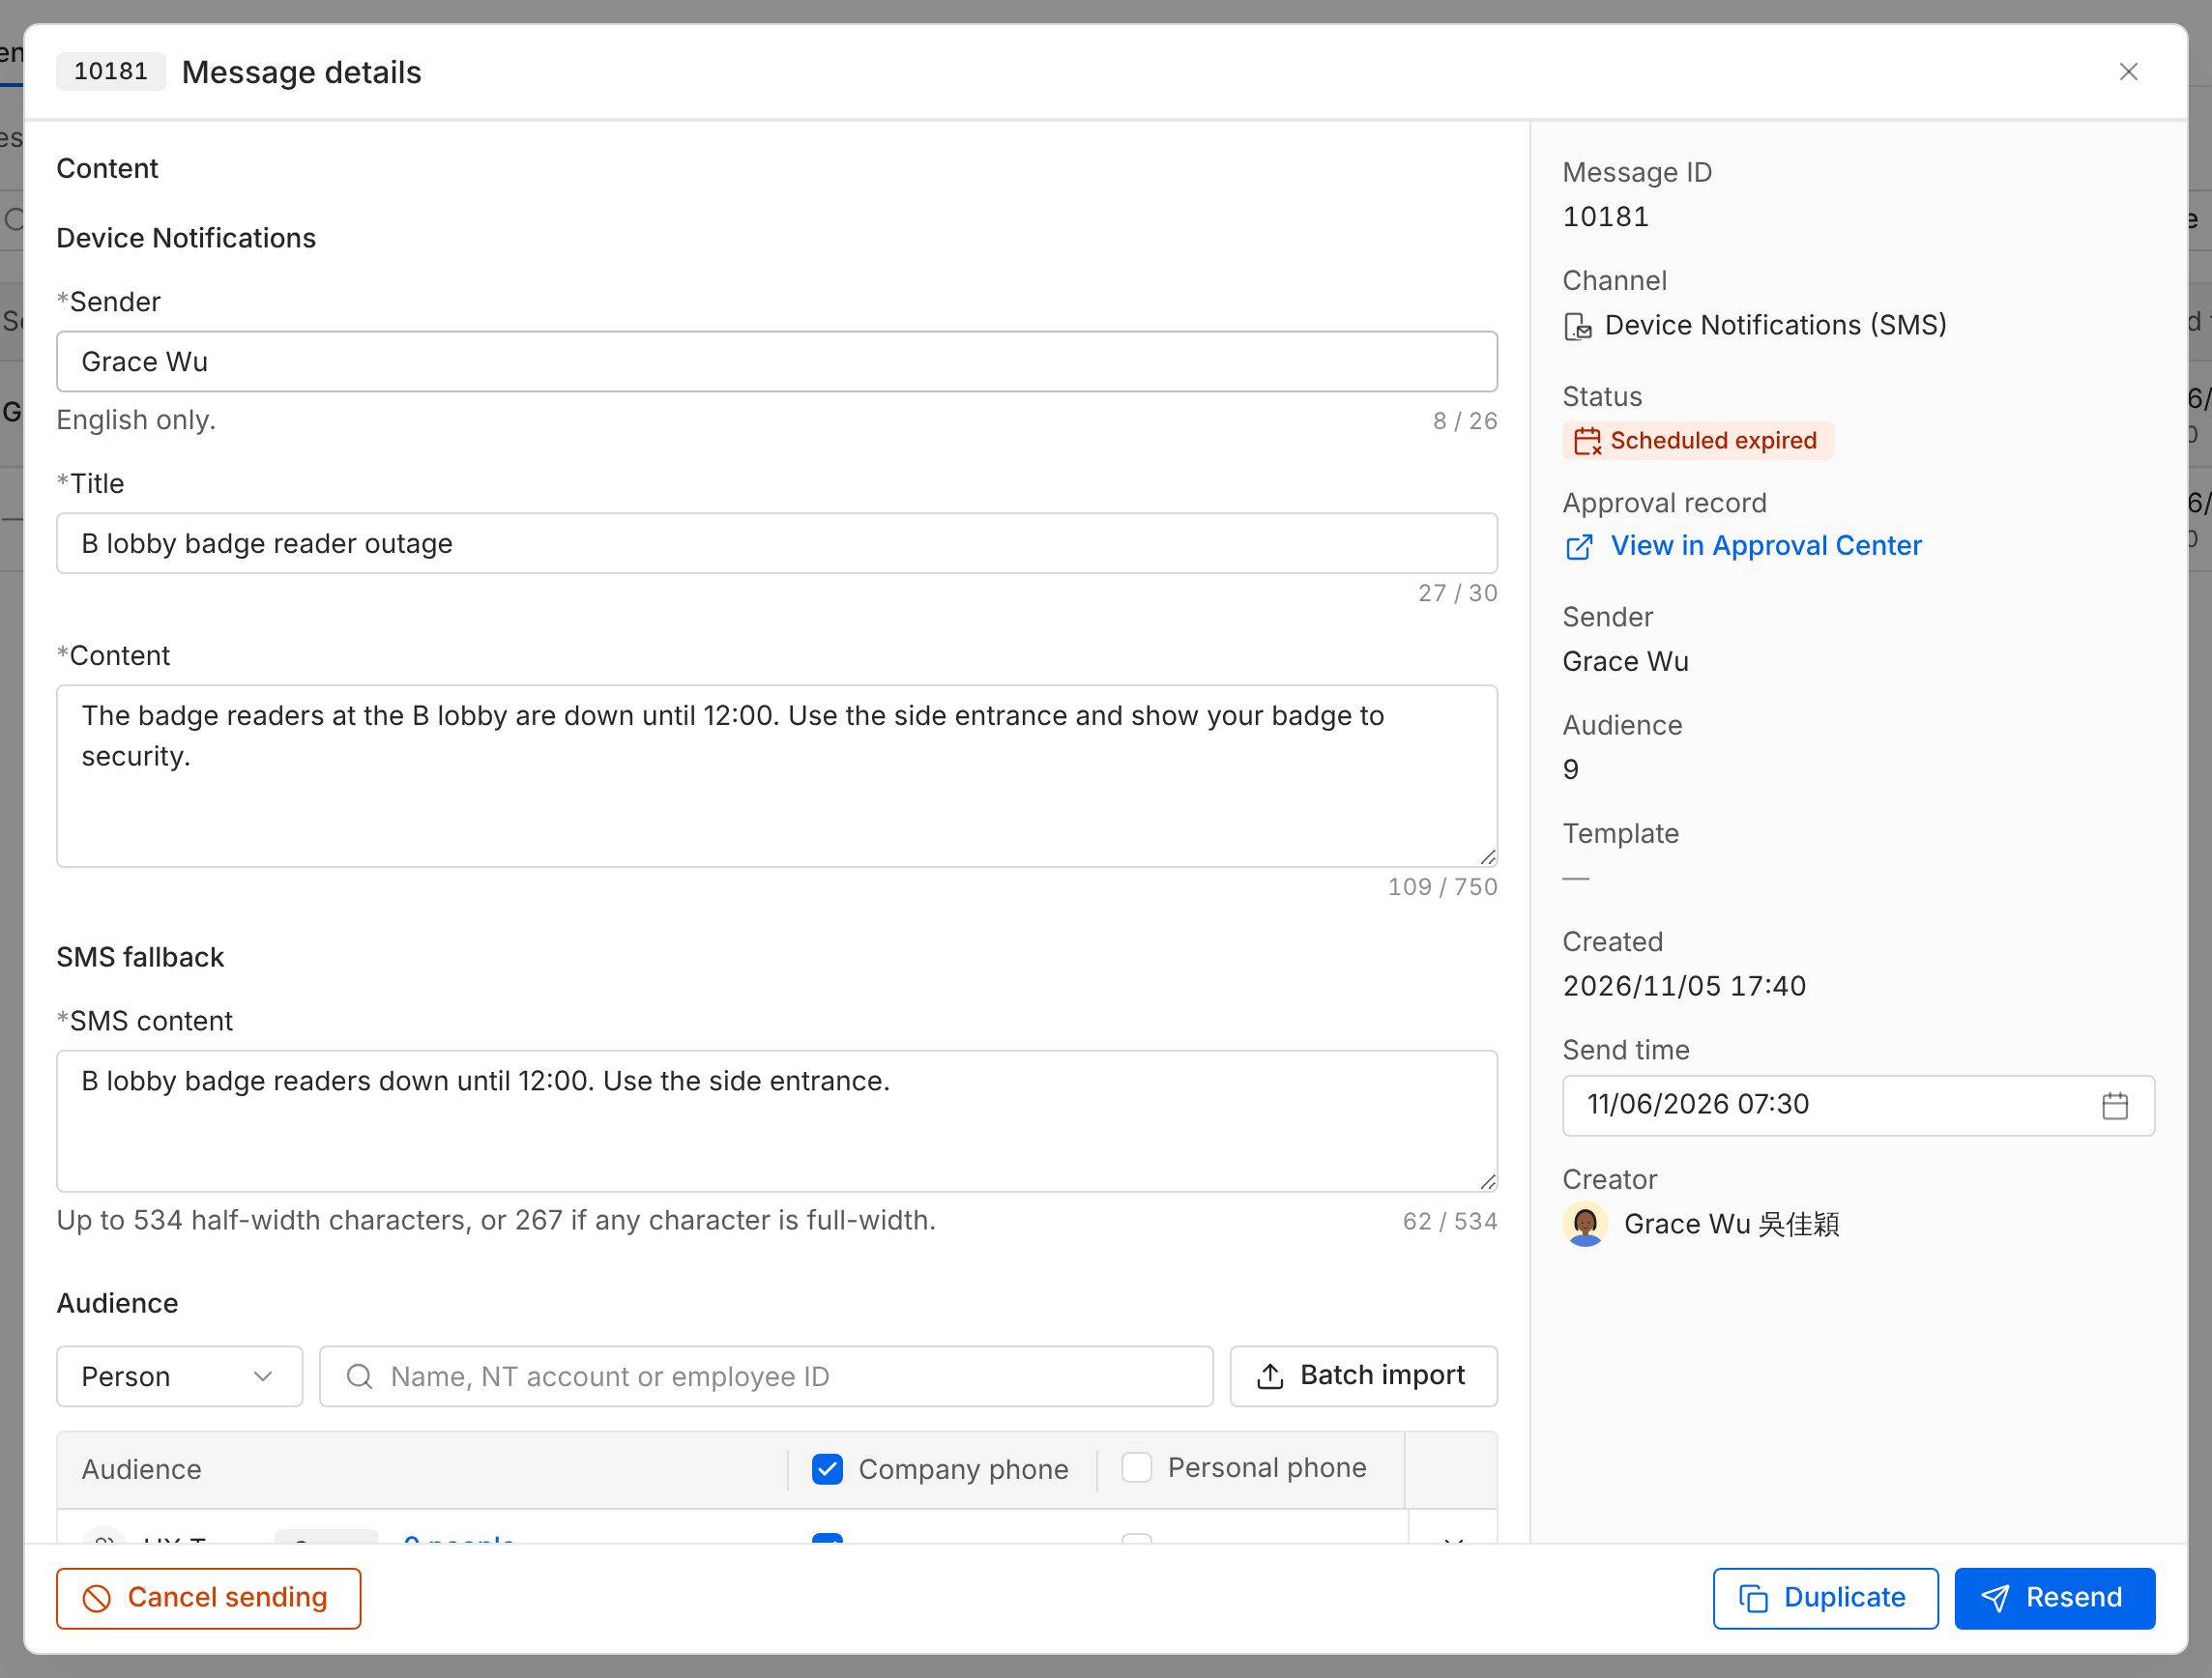 10181 Message details
Content
Device Notifications
*Sender
Grace Wu
English only.
8 / 26
*Title
B lobby badge reader outage
27 / 30
*Content
The badge readers at the B lobby are down until 12:00. Use the side entrance and show your badge to
security.
109 / 750
SMS fallback
*SMS content
B lobby badge readers down until 12:00. Use the side entrance.
Up to 534 half-width characters, or 267 if any character is full-width.
62 / 534
Audience
Person
Name, NT account or employee ID
Batch import
Audience
Company phone
Personal phone
Message ID
10181
Channel
Device Notifications (SMS)
Status
Scheduled expired
Approval record
View in Approval Center
Sender
Grace Wu
Audience
9
Template
—
Created
2026/11/05 17:40
Send time
11/06/2026 07:30
Creator
Grace Wu 吳佳穎
Cancel sending
Duplicate
Resend